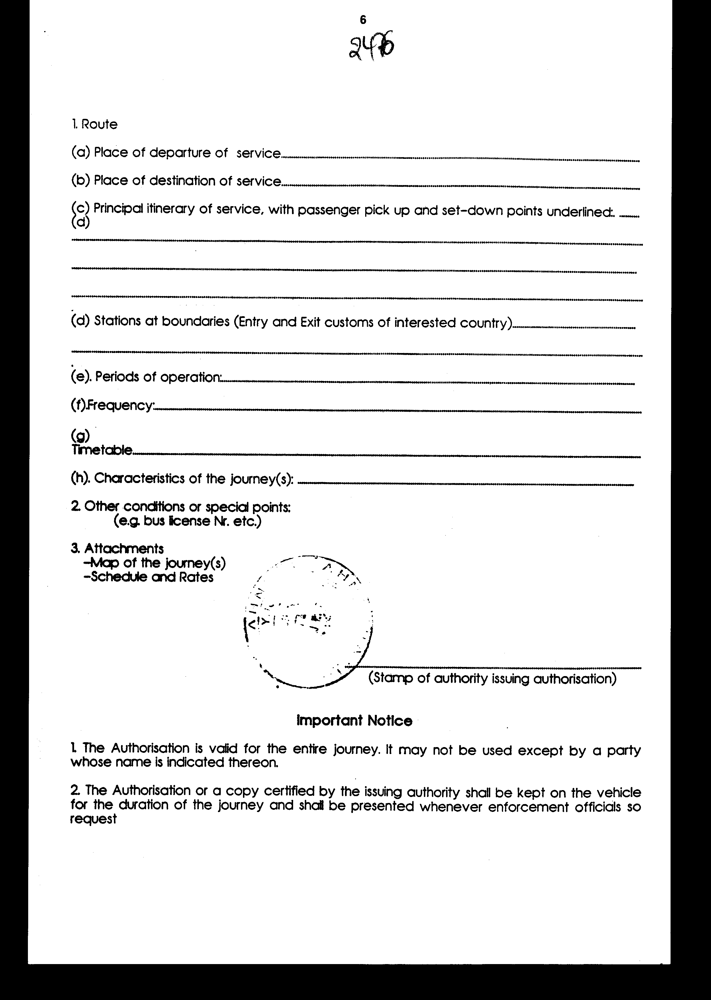 6
1. Route
(a) Place of departure of service
(b) Place of destination of service
(c) Principal itinerary of service, with passenger pick up and set-down points underlined:
(d)
(d) Stations at boundaries (Entry and Exit customs of interested country)
(e). Periods of operation:
(f).Frequency:
(g)
Timetable
(h). Characteristics of the journey(s):
2. Other conditions or special points:
(e.g. bus license Nr. etc.)
3. Attachments
-Map of the journey(s)
-Schedule and Rates
(Stamp of authority issuing authorisation)
Important Notice
1. The Authorisation is valid for the entire journey. It may not be used except by a party
whose name is indicated thereon.
2. The Authorisation or a copy certified by the issuing authority shall be kept on the vehicle
for the duration of the journey and shall be presented whenever enforcement officials so
request